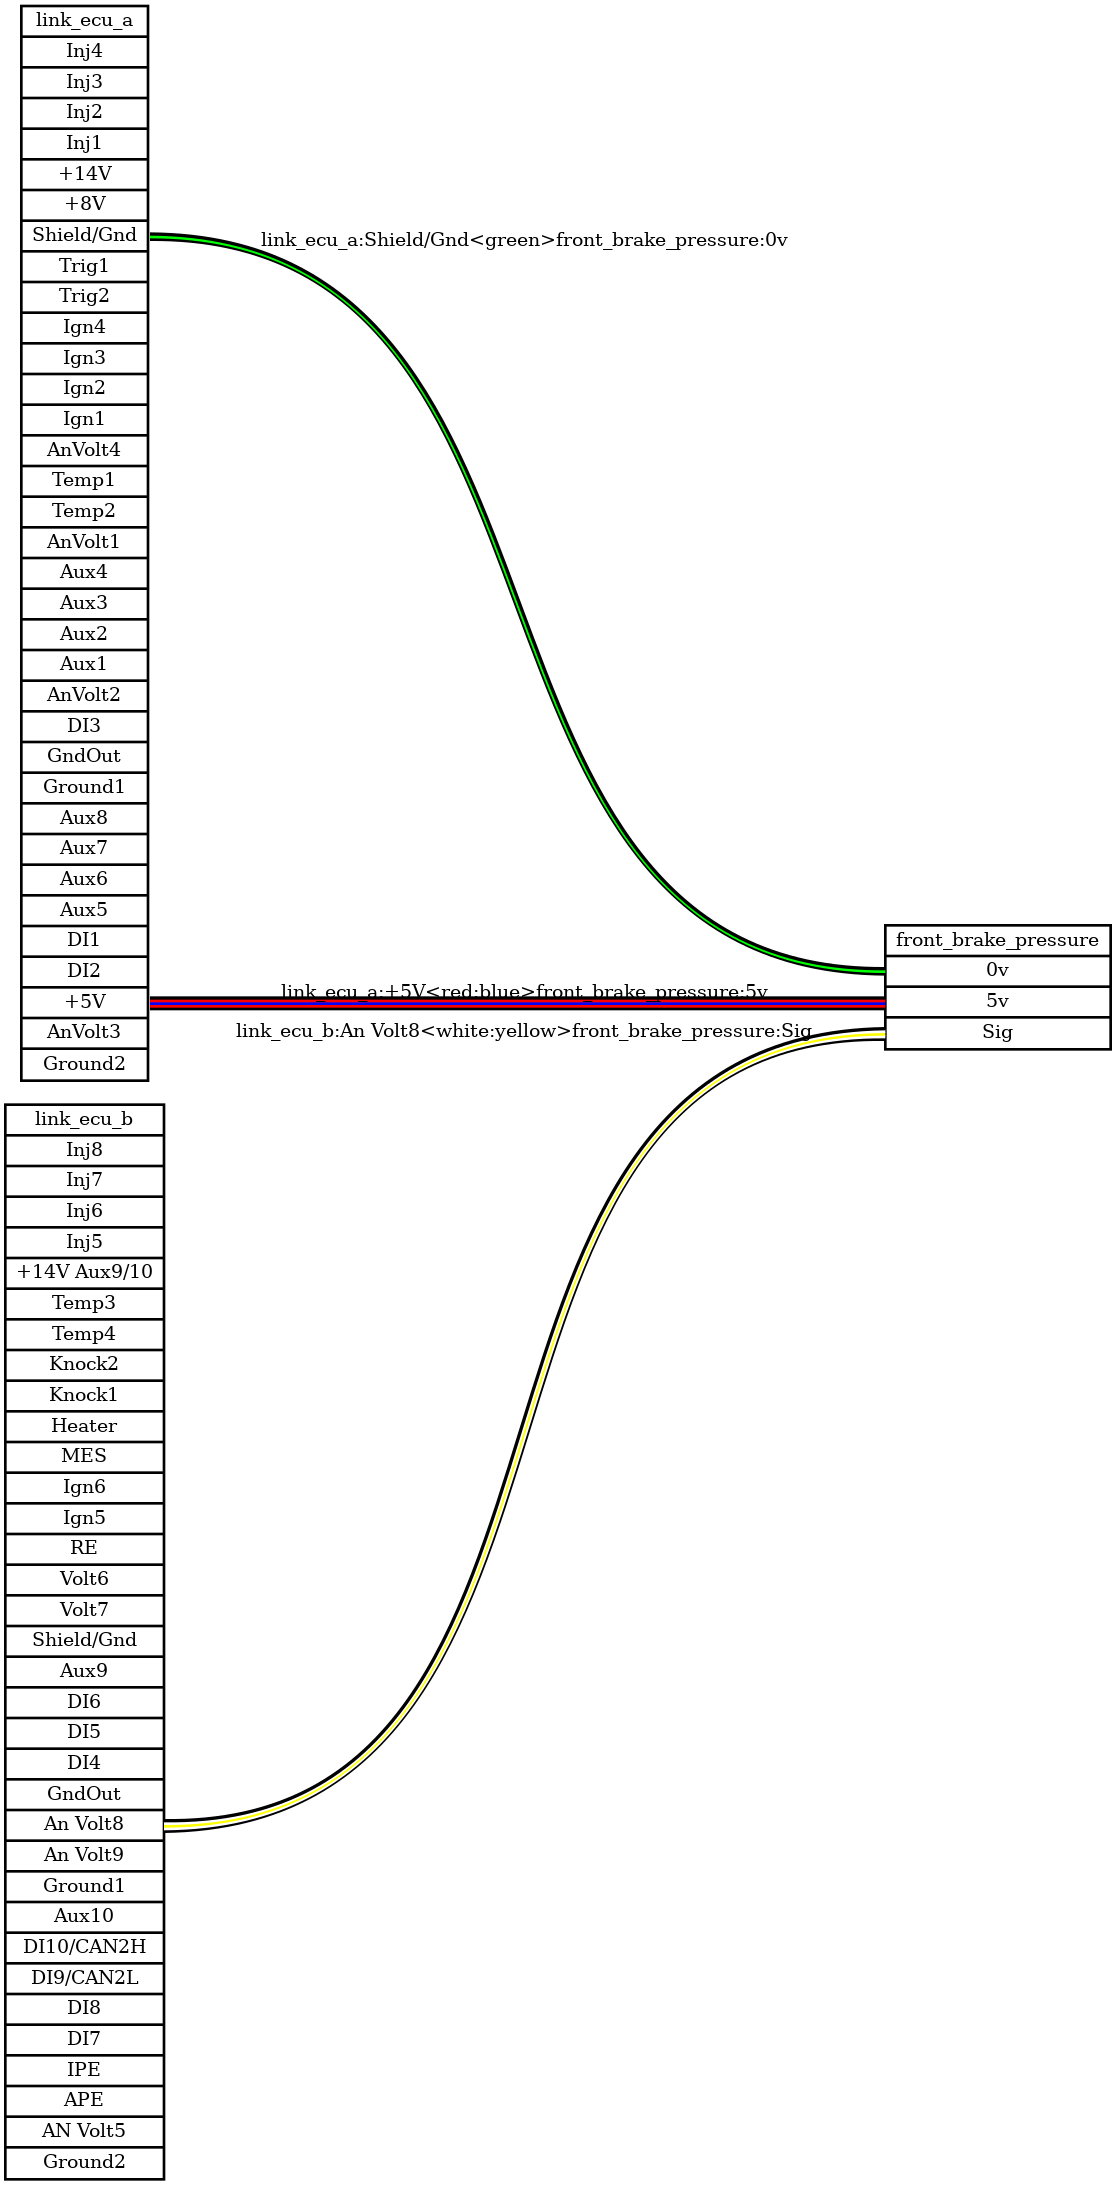 link_ecu_a
Inj4
Inj3
Inj2
Inj1
+14V
+8V
Shield/Gnd
Trig1
Trig2
Ign4
Ign3
Ign2
Ign1
AnVolt4
Temp1
Temp2
AnVolt1
Aux4
Aux3
Aux2
Aux1
AnVolt2
DI3
GndOut
Ground1
Aux8
Aux7
Aux6
Aux5
DI1
DI2
+5V
AnVolt3
Ground2
link_ecu_a:Shield/Gnd<green>front_brake_pressure:0v
link_ecu_a:+5V<red:blue>front_brake_pressure:5v
link_ecu_b:An Volt8<white:yellow>front_brake_pressure:Sig
front_brake_pressure
0v
5v
Sig
link_ecu_b
Inj8
Inj7
Inj6
Inj5
+14V Aux9/10
Temp3
Temp4
Knock2
Knock1
Heater
MES
Ign6
Ign5
RE
Volt6
Volt7
Shield/Gnd
Aux9
DI6
DI5
DI4
GndOut
An Volt8
An Volt9
Ground1
Aux10
DI10/CAN2H
DI9/CAN2L
DI8
DI7
IPE
APE
AN Volt5
Ground2